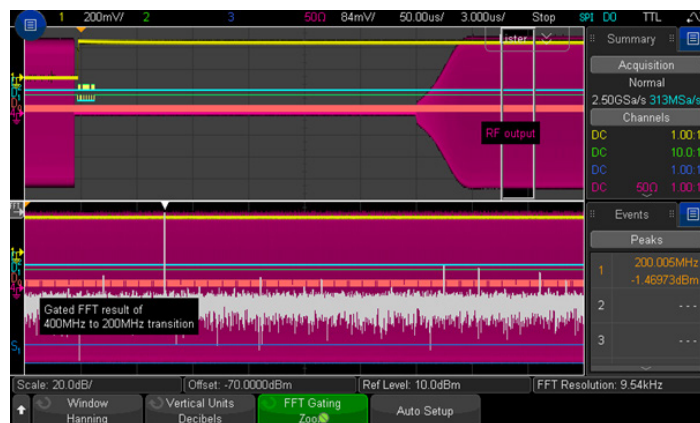 1 200mV/ 2 3 50Ω 84mV/ 50.00us/ 3.000us/ Stop SPI D0 TTL
Summary
Acquisition
Normal
2.50GSa/s 313MSa/s
Channels
DC 1.00:1
DC 10.0:1
DC 1.00:1
DC 50Ω 1.00:1
RF output
Events
Peaks
1 200.005MHz
-1.46973dBm
2 ---
3 ---
Gated FFT result of
400MHz to 200MHz transition
S1
Scale: 20.0dB/ Offset: -70.0000dBm Ref Level: 10.0dBm FFT Resolution: 9.54kHz
Window
Hanning
Vertical Units
Decibels
FFT Gating
Zoom
Auto Setup